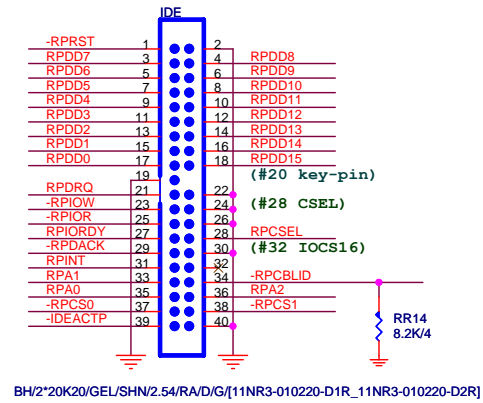 IDE
-RPRST 1 2
RPDD7 3 4 RPDD8
RPDD6 5 6 RPDD9
RPDD5 7 8 RPDD10
RPDD4 9 10 RPDD11
RPDD3 11 12 RPDD12
RPDD2 13 14 RPDD13
RPDD1 15 16 RPDD14
RPDD0 17 18 RPDD15
19 (#20 key-pin)
RPDRQ 21 22
-RPIOW 23 24 (#28 CSEL)
-RPIOR 25 26
RPIORDY 27 28 RPCSEL
-RPDACK 29 30 (#32 IOCS16)
RPINT 31 32
RPA1 33 34 -RPCBLID
RPA0 35 36 RPA2
-RPCS0 37 38 -RPCS1
-IDEACTP 39 40
RR14
8.2K/4
BH/2*20K20/GEL/SHN/2.54/RA/D/G/[11NR3-010220-D1R_11NR3-010220-D2R]